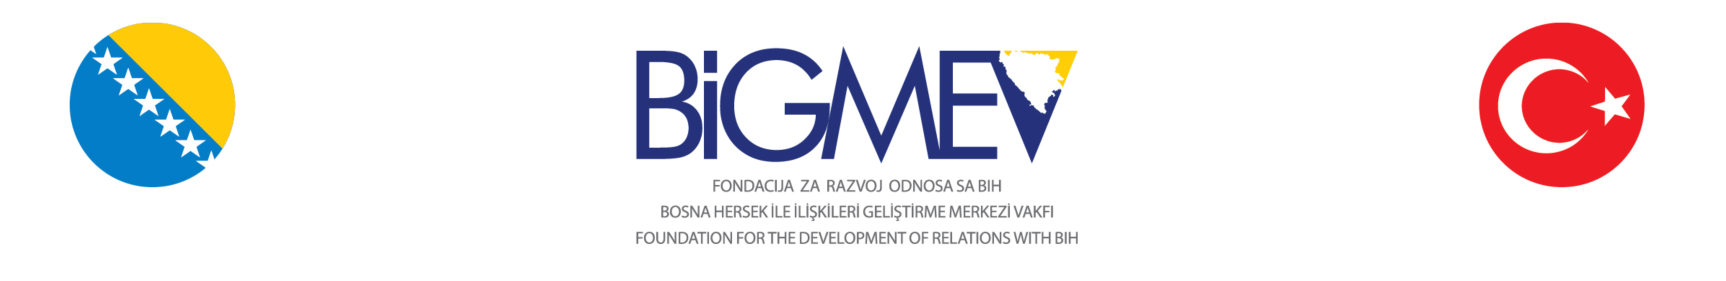 BiGMEV
FONDACIJA ZA RAZVOJ ODNOSA SA BIH
BOSNA HERSEK İLE İLİŞKİLERİ GELİŞTİRME MERKEZİ VAKFI
FOUNDATION FOR THE DEVELOPMENT OF RELATIONS WITH BIH